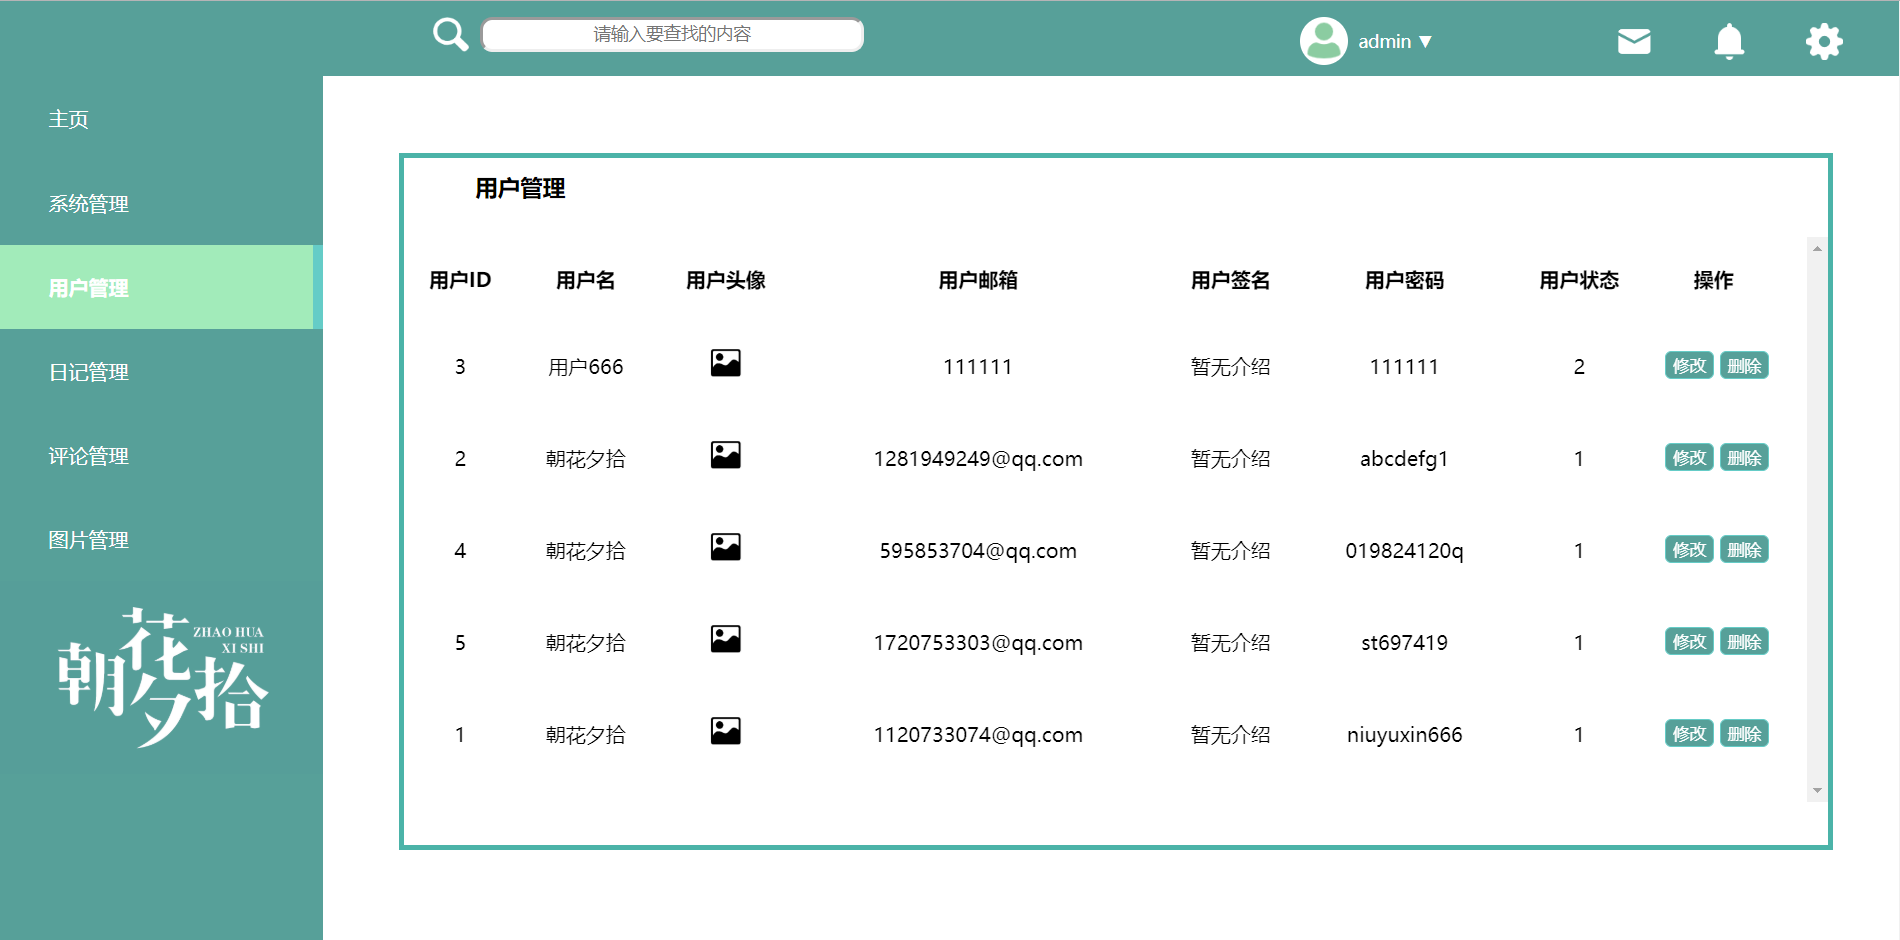 请输入要查找的内容
admin ▼
主页
系统管理
用户管理
日记管理
评论管理
图片管理
朝花夕拾
ZHAO HUA
XI SHI
用户管理
用户ID 用户名 用户头像 用户邮箱 用户签名 用户密码 用户状态 操作
3 用户666 111111 暂无介绍 111111 2 修改 删除
2 朝花夕拾 1281949249@qq.com 暂无介绍 abcdefg1 1 修改 删除
4 朝花夕拾 595853704@qq.com 暂无介绍 019824120q 1 修改 删除
5 朝花夕拾 1720753303@qq.com 暂无介绍 st697419 1 修改 删除
1 朝花夕拾 1120733074@qq.com 暂无介绍 niuyuxin666 1 修改 删除